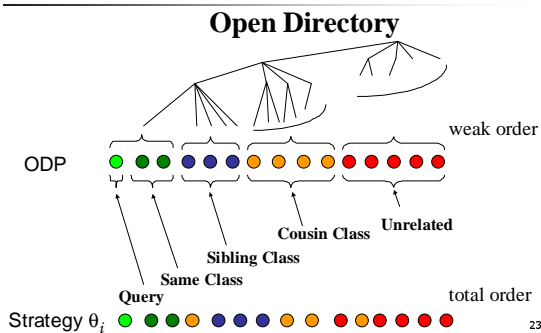 Open Directory
weak order
ODP
Unrelated
Cousin Class
Sibling Class
Same Class
Query
total order
Strategy θi
23